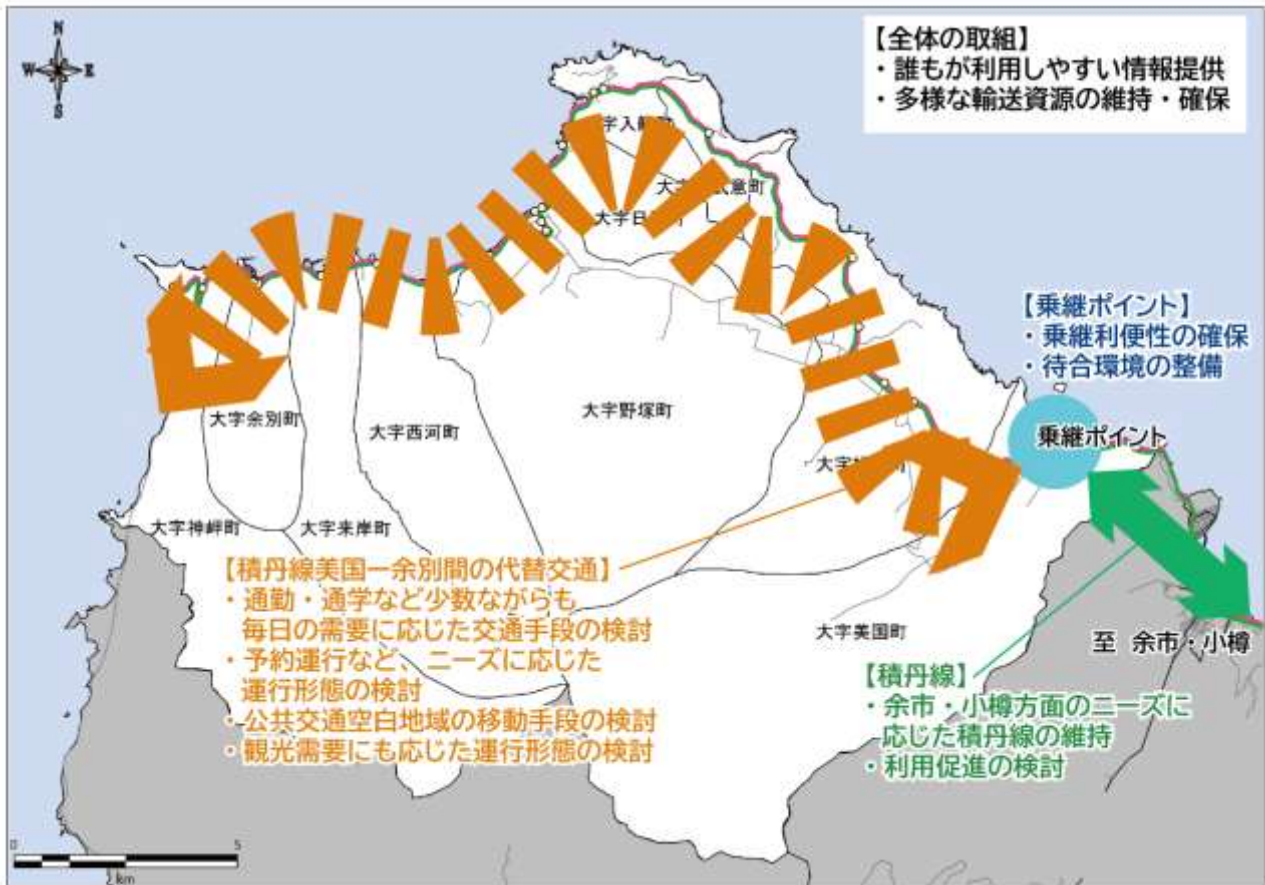 N
W E
S
【全体の取組】
・誰もが利用しやすい情報提供
・多様な輸送資源の維持・確保
字入
大字
意町
大字日
【乗継ポイント】
・乗継利便性の確保
・待合環境の整備
乗継ポイント
大字余別町
大字西河町
大字野塚町
大字
大字神岬町
大字来岸町
【積丹線美国ー余別間の代替交通】
・通勤・通学など少数ながらも
毎日の需要に応じた交通手段の検討
・予約運行など、ニーズに応じた
運行形態の検討
・公共交通空白地域の移動手段の検討
・観光需要にも応じた運行形態の検討
大字美国町
至 余市・小樽
【積丹線】
・余市・小樽方面のニーズに
応じた積丹線の維持
・利用促進の検討
0 5
km